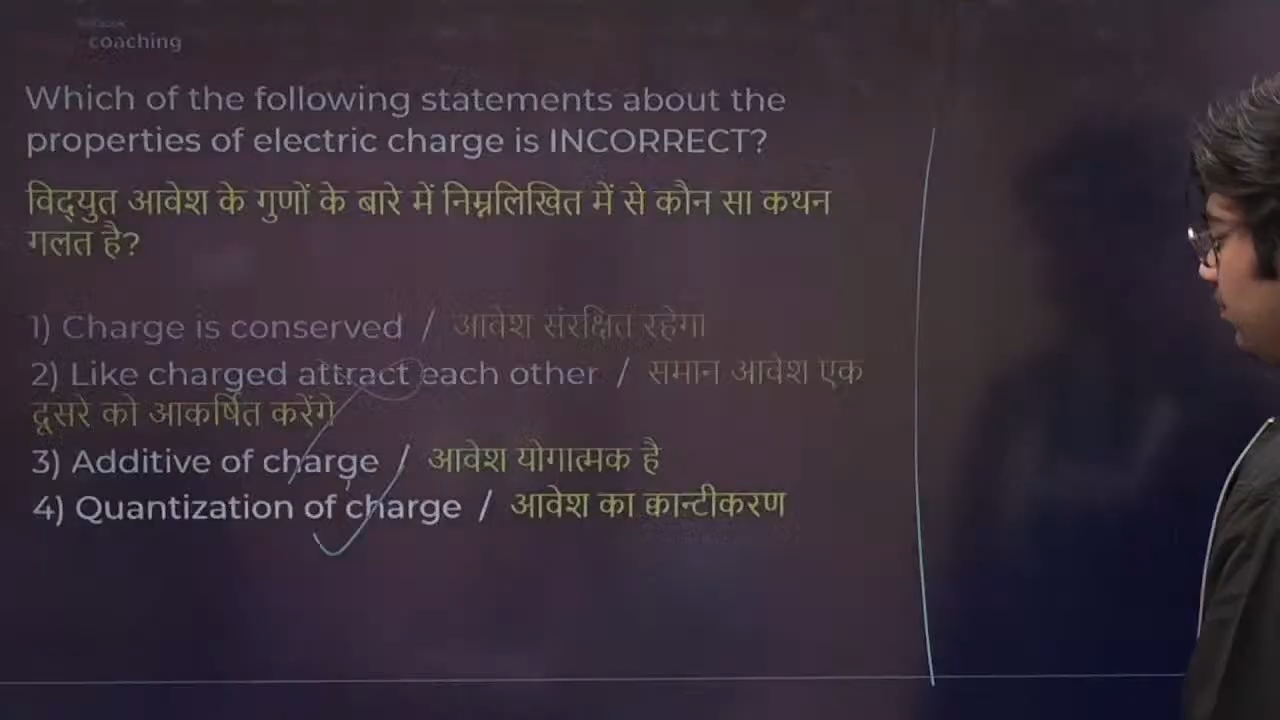 coaching
Which of the following statements about the
properties of electric charge is INCORRECT?
विद्युत आवेश के गुणों के बारे में निम्नलिखित में से कौन सा कथन
गलत है?
1) Charge is conserved / आवेश संरक्षित रहेगा
2) Like charged attract each other / समान आवेश एक
दूसरे को आकर्षित करेंगे
3) Additive of charge / आवेश योगात्मक है
4) Quantization of charge / आवेश का क्वान्टीकरण